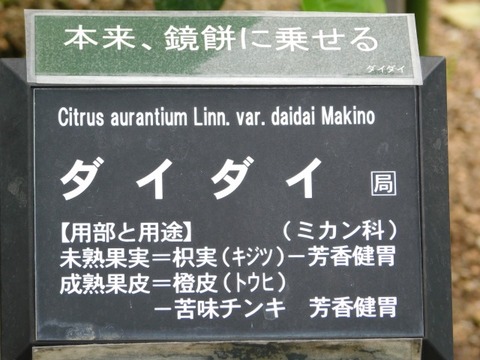 本来、鏡餅に乗せる
ダイダイ
Citrus aurantium Linn. var. daidai Makino
ダイダイ 局
【用部と用途】 (ミカン科)
未熟果実=枳実(キジツ)−芳香健胃
成熟果皮=橙皮(トウヒ)
−苦味チンキ 芳香健胃